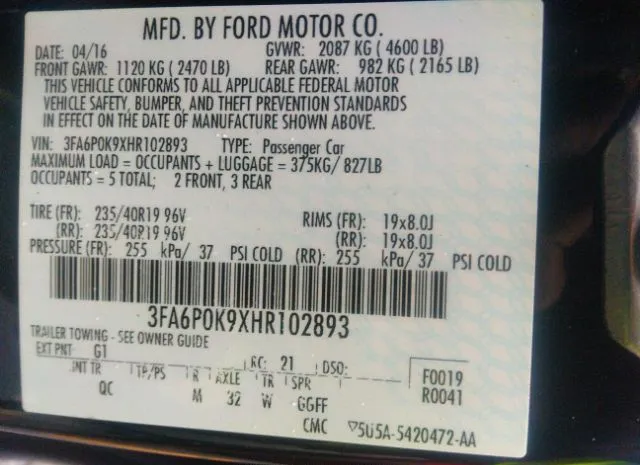 MFD. BY FORD MOTOR CO.
DATE: 04/16 GVWR: 2087 KG ( 4600 LB)
FRONT GAWR: 1120 KG ( 2470 LB) REAR GAWR: 982 KG ( 2165 LB)
THIS VEHICLE CONFORMS TO ALL APPLICABLE FEDERAL MOTOR
VEHICLE SAFETY, BUMPER, AND THEFT PREVENTION STANDARDS
IN EFFECT ON THE DATE OF MANUFACTURE SHOWN ABOVE.
VIN: 3FA6P0K9XHR102893 TYPE: Passenger Car
MAXIMUM LOAD = OCCUPANTS + LUGGAGE = 375KG/ 827LB
OCCUPANTS = 5 TOTAL; 2 FRONT, 3 REAR
TIRE (FR): 235/40R19 96V RIMS (FR): 19x8.0J
(RR): 235/40R19 96V (RR): 19x8.0J
PRESSURE (FR): 255 kPa/ 37 PSI COLD (RR): 255 kPa/ 37 PSI COLD
3FA6P0K9XHR102893
TRAILER TOWING - SEE OWNER GUIDE
EXT PNT: G1 RC: 21 DSO: F0019
INT TR TP/PS R AXLE TR SPR R0041
QC M 32 W GGFF
CMC 5U5A-5420472-AA